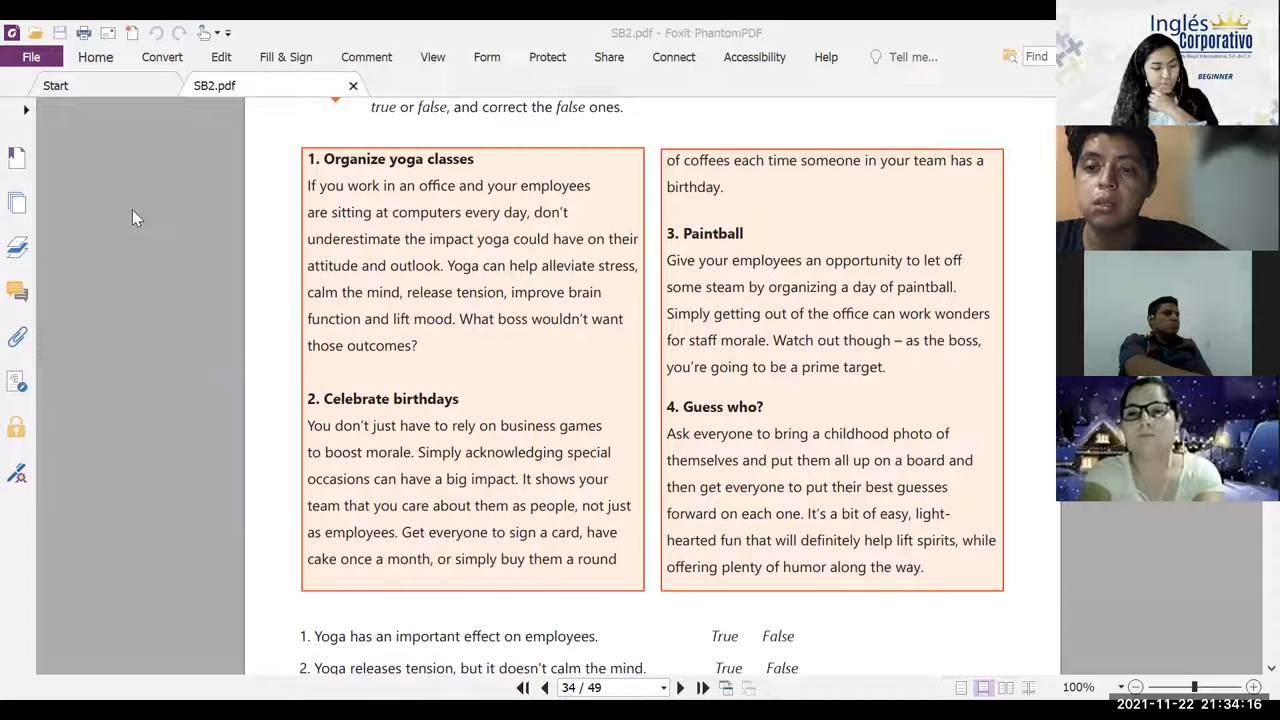 SB2.pdf - Foxit PhantomPDF
File Home Convert Edit Fill & Sign Comment View Form Protect Share Connect Accessibility Help Tell me... Find
Start SB2.pdf
true or false, and correct the false ones.
1. Organize yoga classes
If you work in an office and your employees
are sitting at computers every day, don't
underestimate the impact yoga could have on their
attitude and outlook. Yoga can help alleviate stress,
calm the mind, release tension, improve brain
function and lift mood. What boss wouldn't want
those outcomes?
2. Celebrate birthdays
You don't just have to rely on business games
to boost morale. Simply acknowledging special
occasions can have a big impact. It shows your
team that you care about them as people, not just
as employees. Get everyone to sign a card, have
cake once a month, or simply buy them a round
of coffees each time someone in your team has a
birthday.
3. Paintball
Give your employees an opportunity to let off
some steam by organizing a day of paintball.
Simply getting out of the office can work wonders
for staff morale. Watch out though – as the boss,
you're going to be a prime target.
4. Guess who?
Ask everyone to bring a childhood photo of
themselves and put them all up on a board and
then get everyone to put their best guesses
forward on each one. It's a bit of easy, light-
hearted fun that will definitely help lift spirits, while
offering plenty of humor along the way.
1. Yoga has an important effect on employees. True False
2. Yoga releases tension, but it doesn't calm the mind. True False
34 / 49
100%
Inglés
Corporativo
BEGINNER
2021-11-22 21:34:16